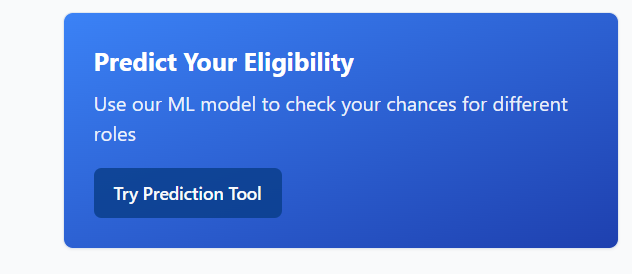 Predict Your Eligibility
Use our ML model to check your chances for different
roles
Try Prediction Tool